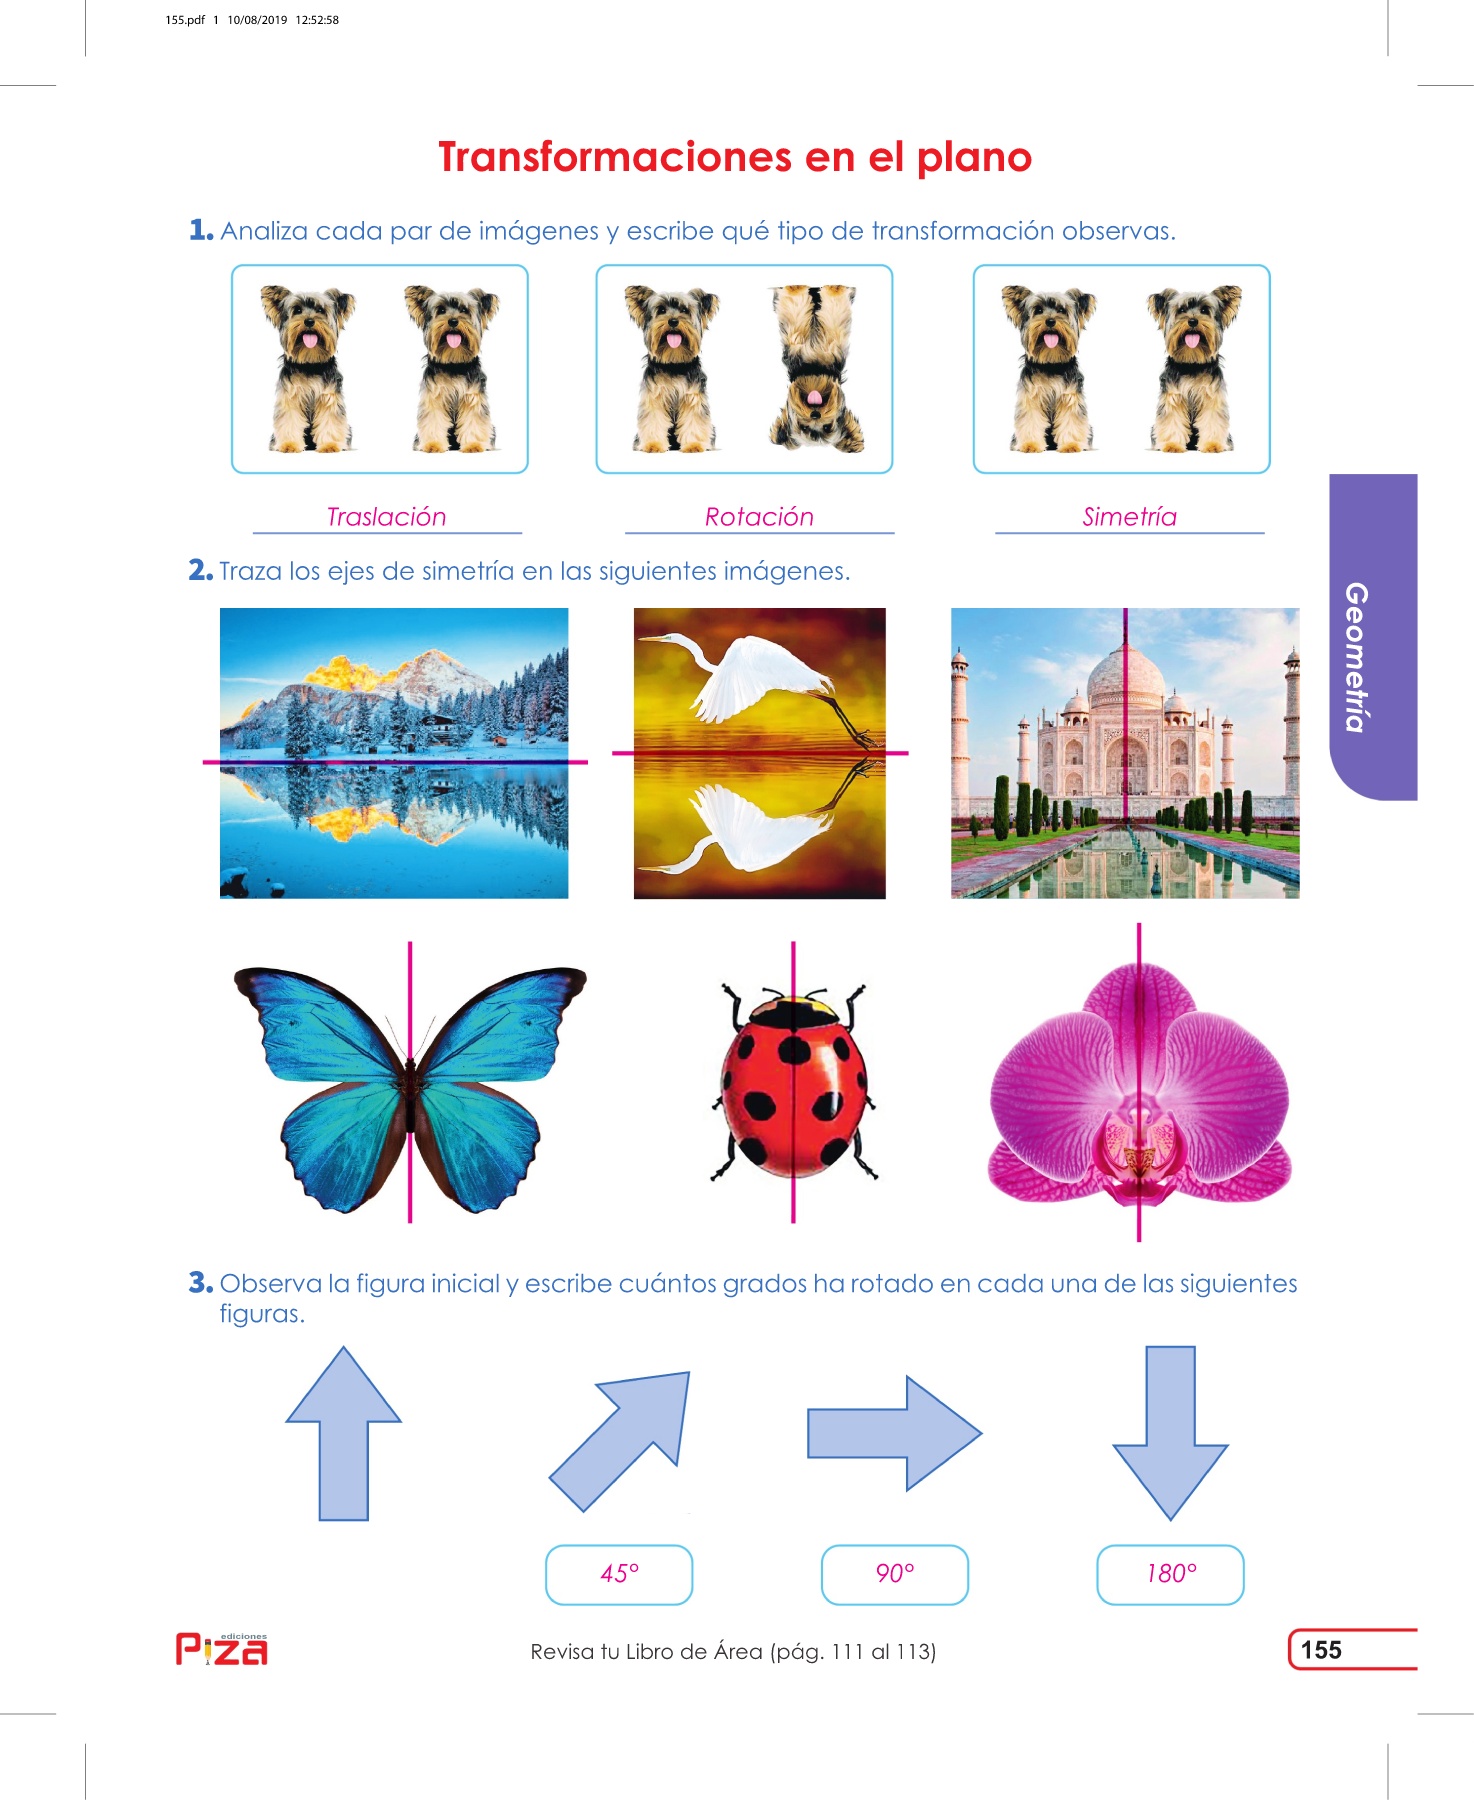 155.pdf 1 10/08/2019 12:52:58
Transformaciones en el plano
1. Analiza cada par de imágenes y escribe qué tipo de transformación observas.
Traslación
Rotación
Simetría
2. Traza los ejes de simetría en las siguientes imágenes.
Geometría
3. Observa la figura inicial y escribe cuántos grados ha rotado en cada una de las siguientes
figuras.
45°
90°
180°
ediciones
Piza
Revisa tu Libro de Área (pág. 111 al 113)
155